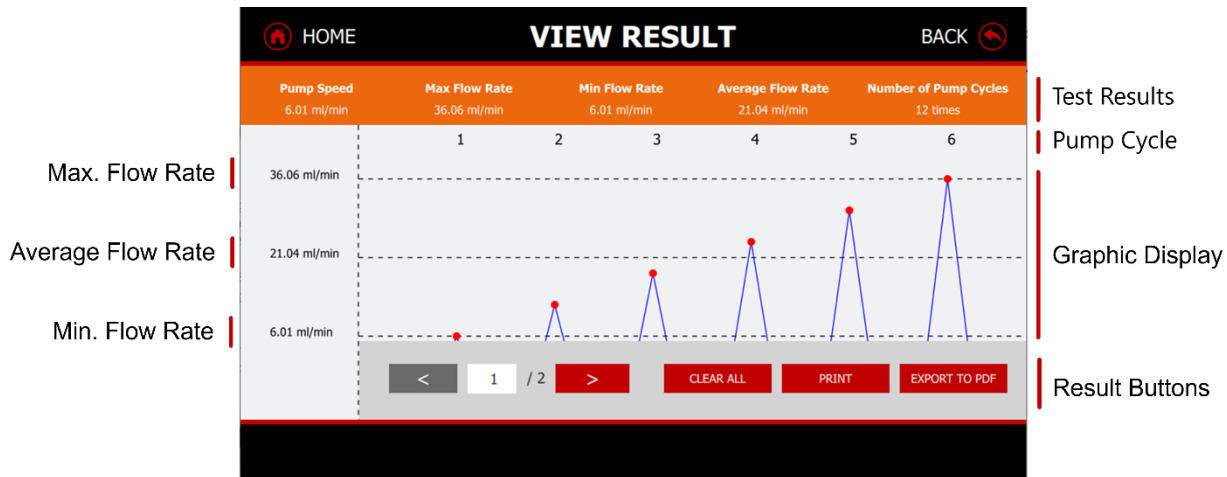 HOME
VIEW RESULT
BACK
Pump Speed
Max Flow Rate
Min Flow Rate
Average Flow Rate
Number of Pump Cycles
6.01 ml/min
36.06 ml/min
6.01 ml/min
21.04 ml/min
12 times
Test Results
1
2
3
4
5
6
Pump Cycle
Max. Flow Rate
36.06 ml/min
Average Flow Rate
21.04 ml/min
Graphic Display
Min. Flow Rate
6.01 ml/min
<
1
/ 2
>
CLEAR ALL
PRINT
EXPORT TO PDF
Result Buttons